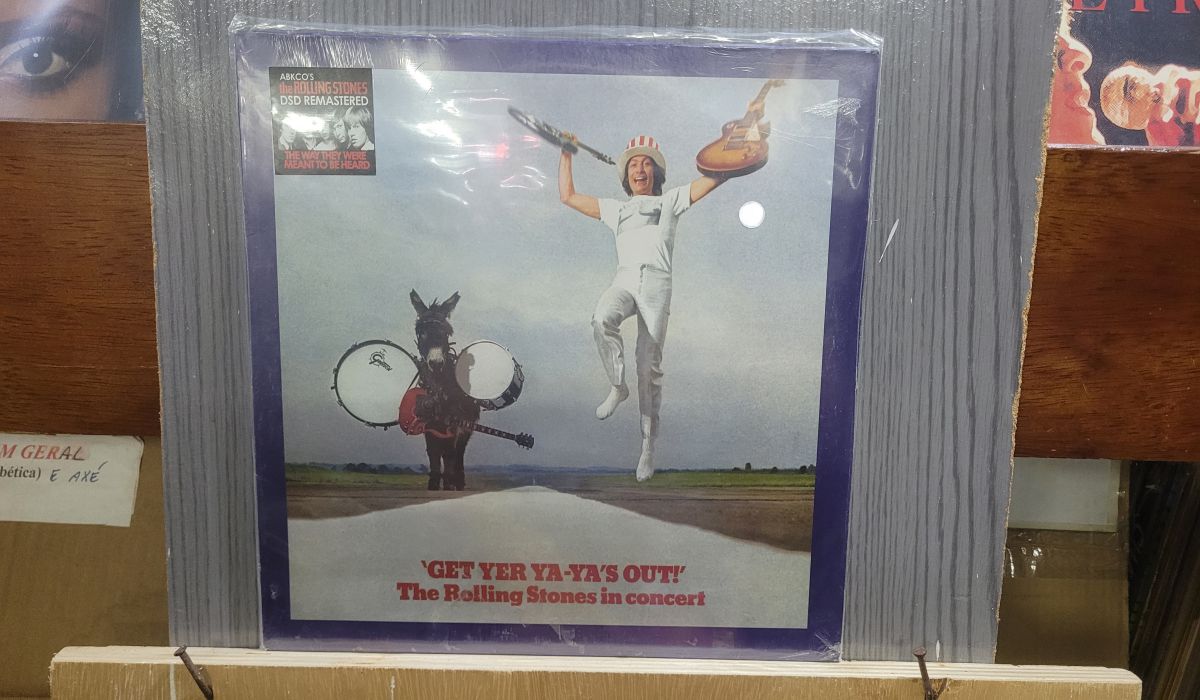 ABKCO'S
the ROLLING STONES
DSD REMASTERED
THE WAY THEY WERE
MEANT TO BE HEARD
'GET YER YA-YA'S OUT!'
The Rolling Stones in concert
M GERAL
bética) E AXÉ